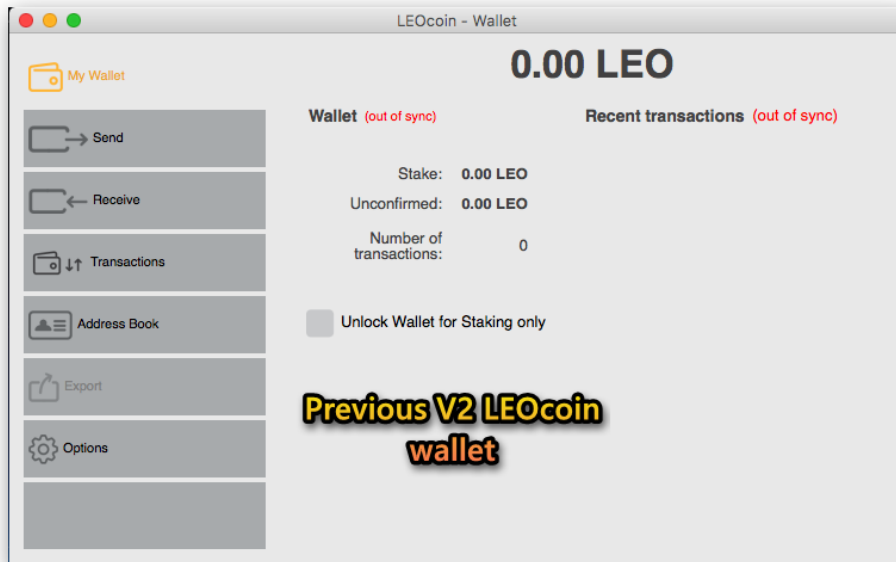 LEOcoin - Wallet
My Wallet
0.00 LEO
Wallet (out of sync)
Recent transactions (out of sync)
Send
Receive
Transactions
Address Book
Export
Options
Stake: 0.00 LEO
Unconfirmed: 0.00 LEO
Number of
transactions: 0
Unlock Wallet for Staking only
Previous V2 LEOcoin
wallet